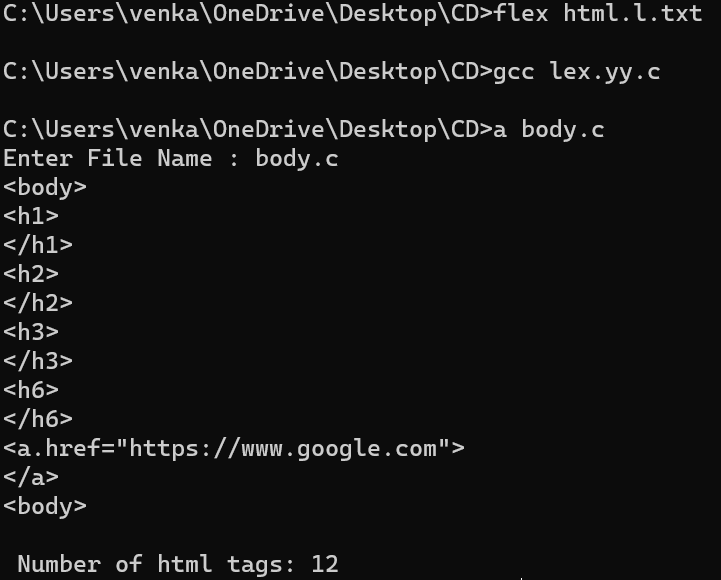 C:\Users\venka\OneDrive\Desktop\CD>flex html.l.txt
C:\Users\venka\OneDrive\Desktop\CD>gcc lex.yy.c
C:\Users\venka\OneDrive\Desktop\CD>a body.c
Enter File Name : body.c
<body>
<h1>
</h1>
<h2>
</h2>
<h3>
</h3>
<h6>
</h6>
<a.href="https://www.google.com">
</a>
<body>
Number of html tags: 12